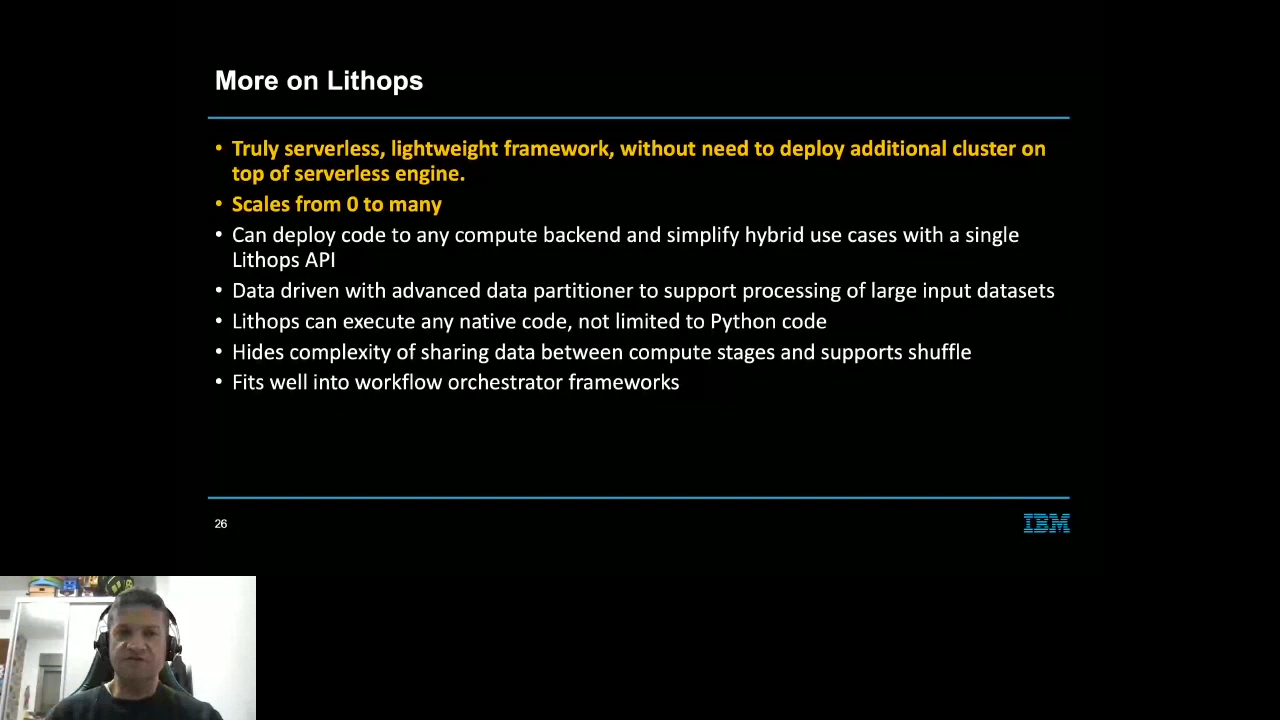 More on Lithops
• Truly serverless, lightweight framework, without need to deploy additional cluster on
top of serverless engine.
• Scales from 0 to many
• Can deploy code to any compute backend and simplify hybrid use cases with a single
Lithops API
• Data driven with advanced data partitioner to support processing of large input datasets
• Lithops can execute any native code, not limited to Python code
• Hides complexity of sharing data between compute stages and supports shuffle
• Fits well into workflow orchestrator frameworks
26
IBM